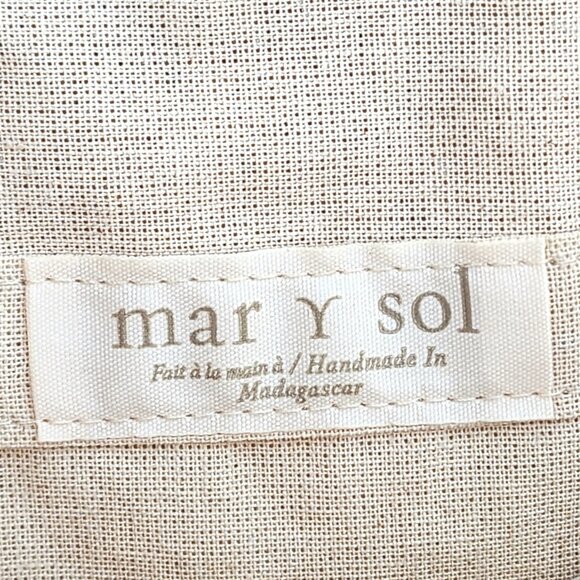 mar Y sol
Fait à la main à / Handmade In
Madagascar